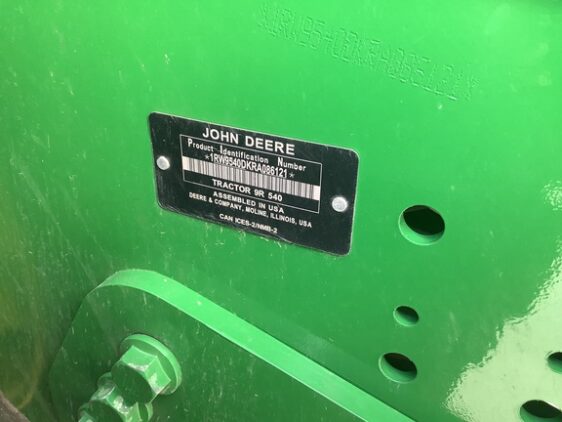 *1RW9540DKRA086121*
JOHN DEERE
Product Identification Number
*1RW9540DKRA086121*
TRACTOR 9R 540
ASSEMBLED IN USA
DEERE & COMPANY, MOLINE, ILLINOIS, USA
CAN ICES-2/NMB-2